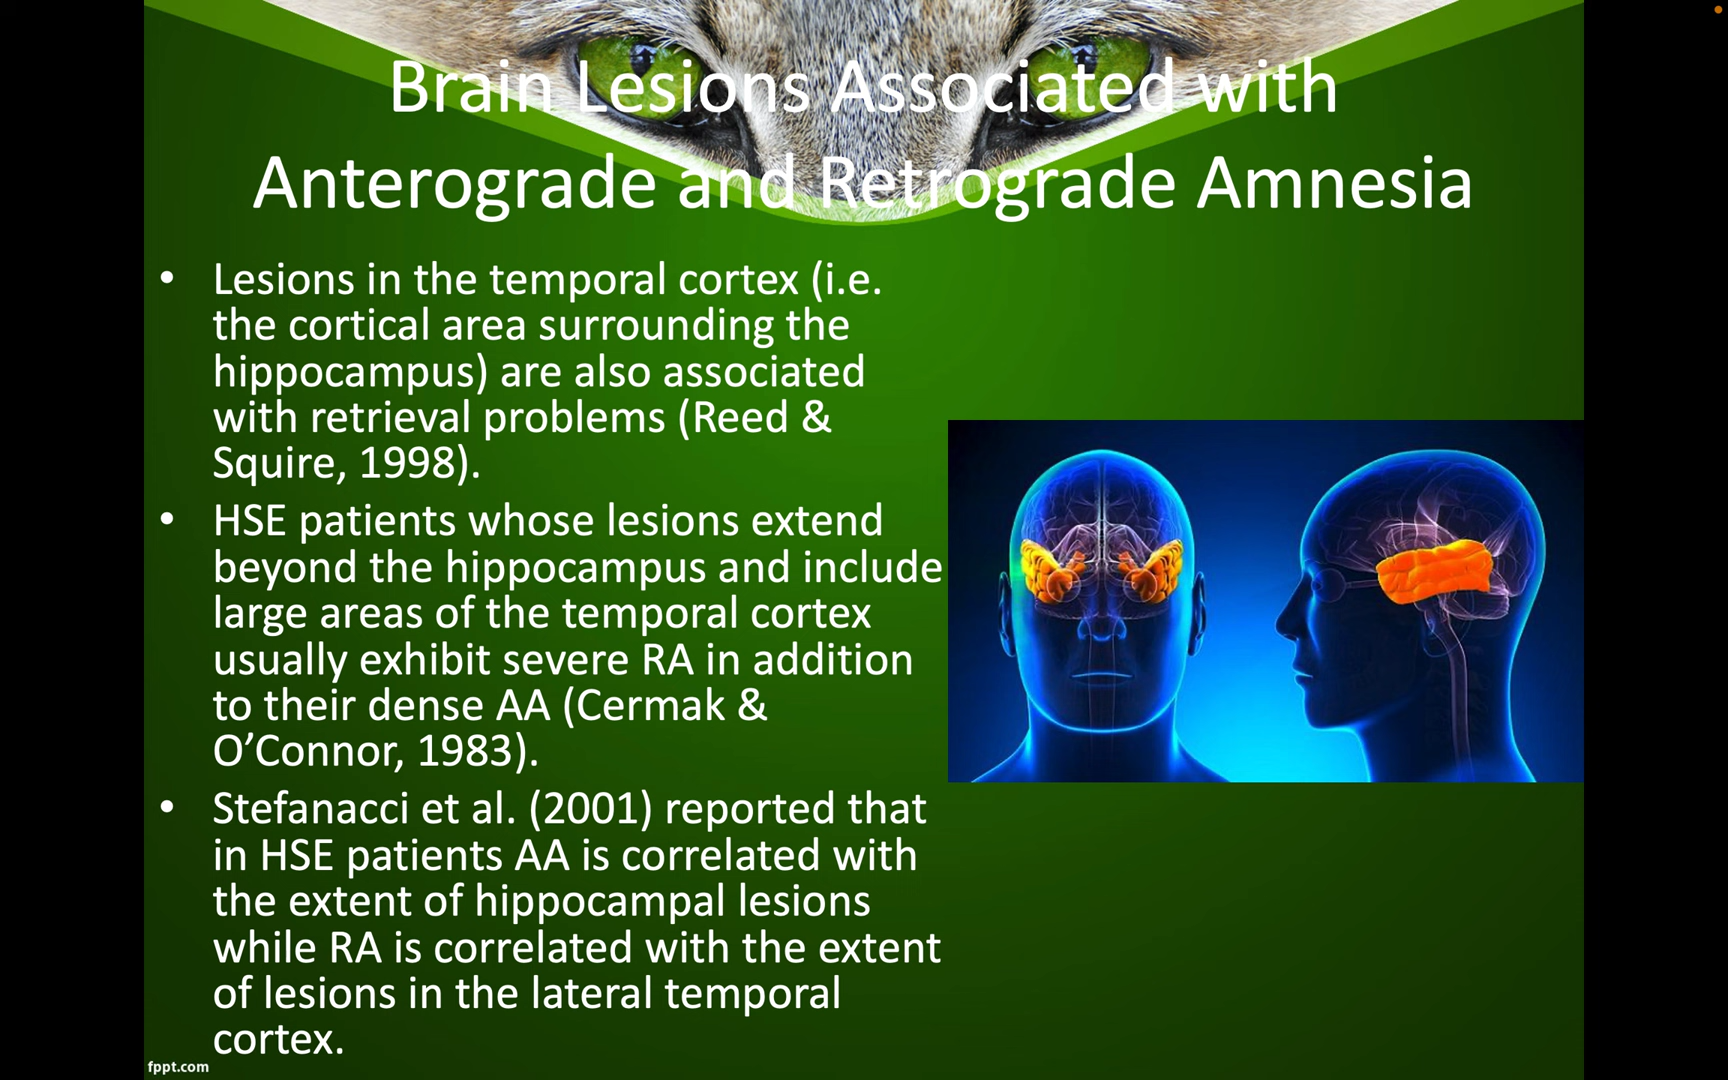 Brain Lesions Associated with
Anterograde and Retrograde Amnesia
• Lesions in the temporal cortex (i.e.
the cortical area surrounding the
hippocampus) are also associated
with retrieval problems (Reed &
Squire, 1998).
• HSE patients whose lesions extend
beyond the hippocampus and include
large areas of the temporal cortex
usually exhibit severe RA in addition
to their dense AA (Cermak &
O’Connor, 1983).
• Stefanacci et al. (2001) reported that
in HSE patients AA is correlated with
the extent of hippocampal lesions
while RA is correlated with the extent
of lesions in the lateral temporal
cortex.
fppt.com